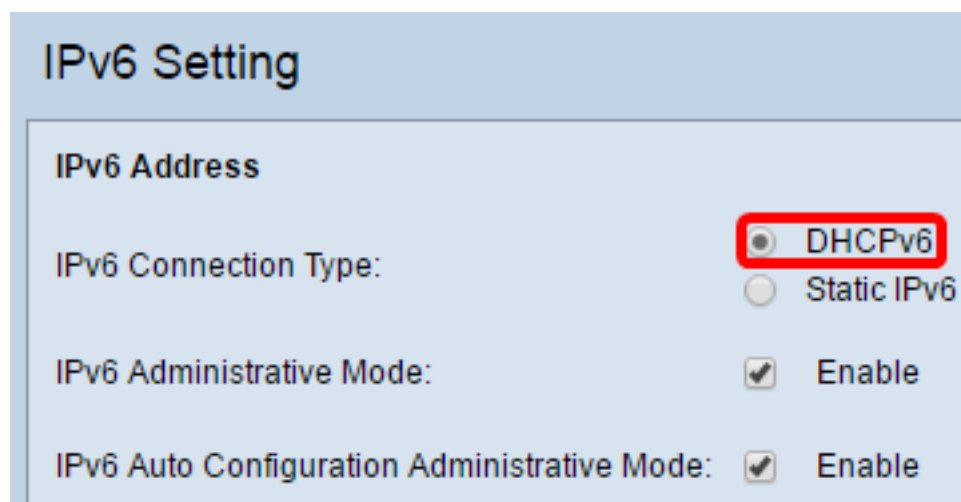 IPv6 Setting
IPv6 Address
IPv6 Connection Type:
DHCPv6
Static IPv6
IPv6 Administrative Mode: Enable
IPv6 Auto Configuration Administrative Mode: Enable